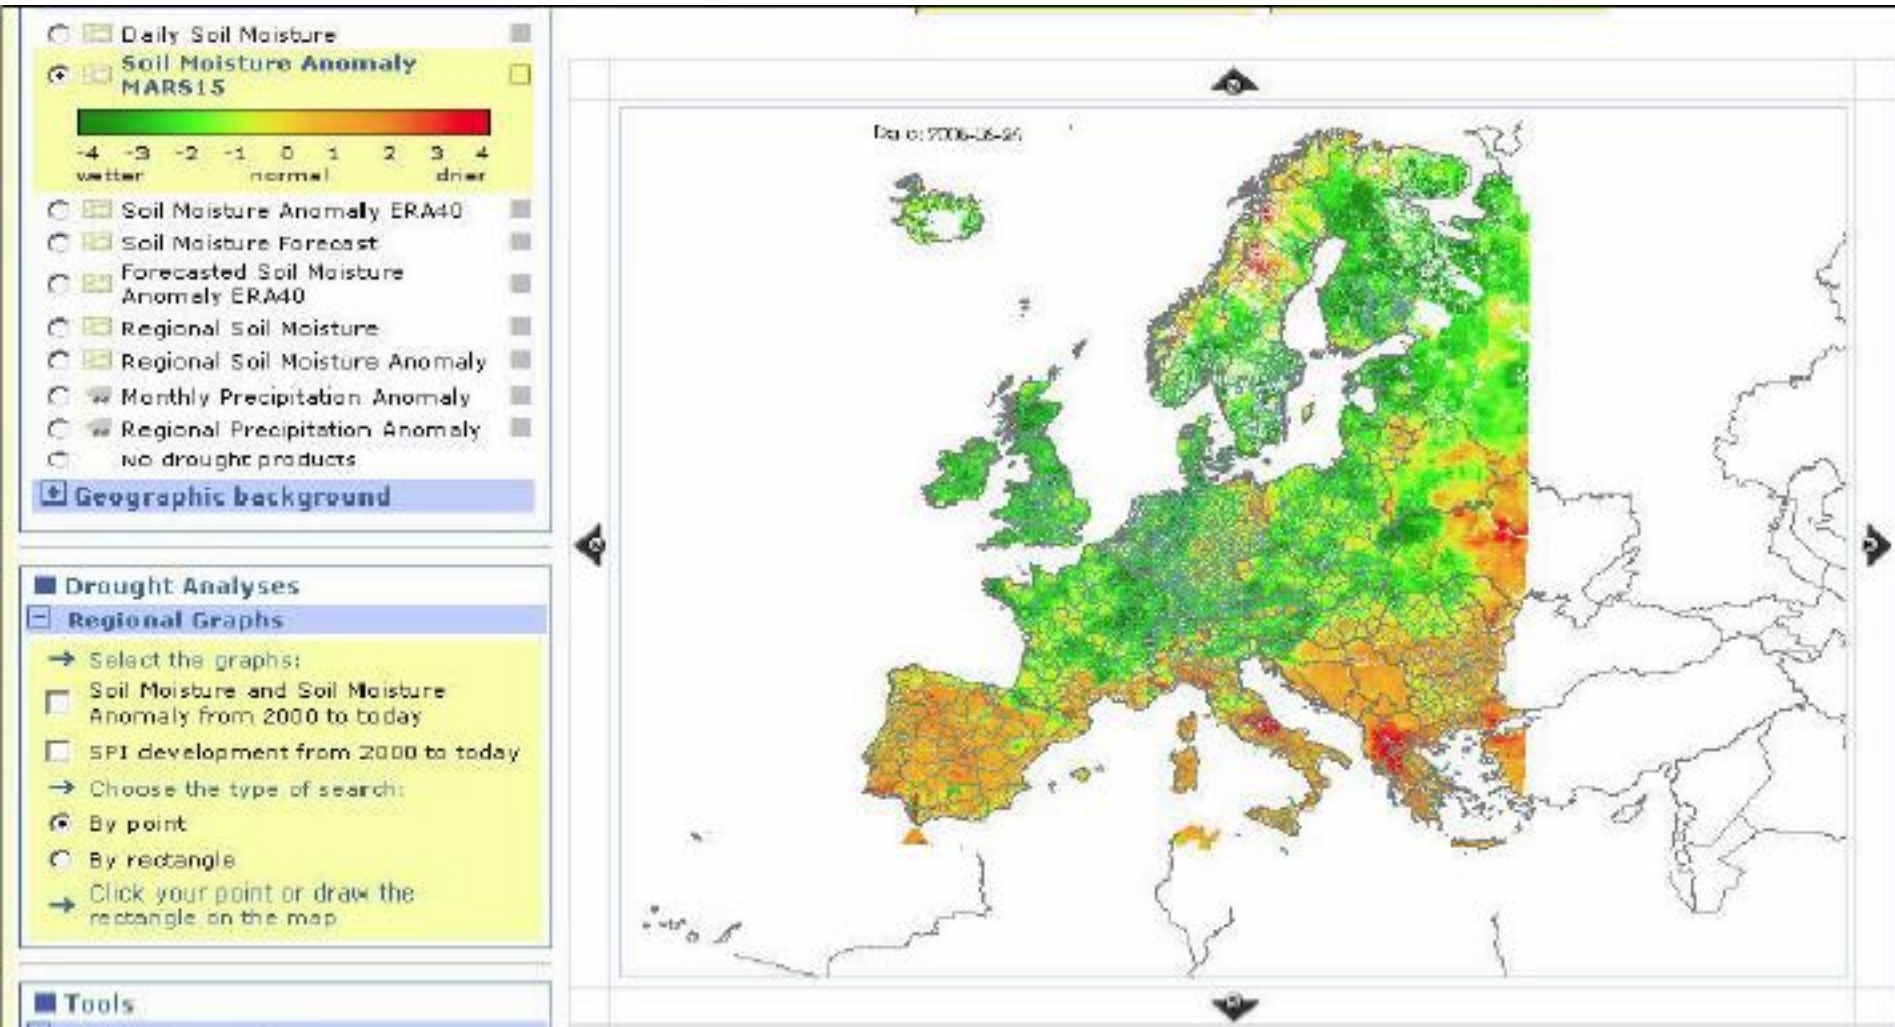 Daily Soil Moisture
Soil Moisture Anomaly
MARS15
-4 -3 -2 -1 0 1 2 3 4
wetter normal drier
Soil Moisture Anomaly ERA40
Soil Moisture Forecast
Forecasted Soil Moisture
Anomaly ERA40
Regional Soil Moisture
Regional Soil Moisture Anomaly
Monthly Precipitation Anomaly
Regional Precipitation Anomaly
No drought products
Geographic background
Drought Analyses
Regional Graphs
Select the graphs:
Soil Moisture and Soil Moisture
Anomaly from 2000 to today
SPI development from 2000 to today
Choose the type of search:
By point
By rectangle
Click your point or draw the
rectangle on the map
Tools
Date: